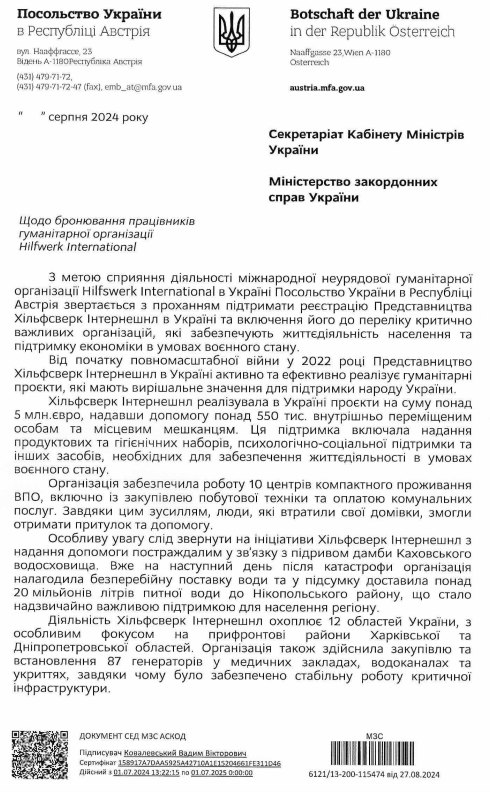 Посольство України
в Республіці Австрія
вул. Нааффгассе, 23
Відень А-1180Республіка Австрія
(431) 479-71-72,
(431) 479-71-72-47 (fax), emb_at@mfa.gov.ua
Botschaft der Ukraine
in der Republik Österreich
Naaffgasse 23,Wien A-1180
Österreich
austria.mfa.gov.ua
" " серпня 2024 року
Секретаріат Кабінету Міністрів
України
Міністерство закордонних
справ України
Щодо бронювання працівників
гуманітарної організації
Hilfwerk International
З метою сприяння діяльності міжнародної неурядової гуманітарної
організації Hilfswerk International в Україні Посольство України в Республіці
Австрія звертається з проханням підтримати реєстрацію Представництва
Хільфсверк Інтернешнл в Україні та включення його до переліку критично
важливих організацій, які забезпечують життєдіяльність населення та
підтримку економіки в умовах воєнного стану.
Від початку повномасштабної війни у 2022 році Представництво
Хільфсверк Інтернешнл в Україні активно та ефективно реалізує гуманітарні
проєкти, які мають вирішальне значення для підтримки народу України.
Хільфсверк Інтернешнл реалізувала в Україні проєкти на суму понад
5 млн.євро, надавши допомогу понад 550 тис. внутрішньо переміщеним
особам та місцевим мешканцям. Ця підтримка включала надання
продуктових та гігієнічних наборів, психологічно-соціальної підтримки та
інших засобів, необхідних для забезпечення життєдіяльності в умовах
воєнного стану.
Організація забезпечила роботу 10 центрів компактного проживання
ВПО, включно із закупівлею побутової техніки та оплатою комунальних
послуг. Завдяки цим зусиллям, люди, які втратили свої домівки, змогли
отримати притулок та допомогу.
Особливу увагу слід звернути на ініціативи Хільфсверк Інтернешнл з
надання допомоги постраждалим у зв'язку з підривом дамби Каховського
водосховища. Вже на наступний день після катастрофи організація
налагодила безперебійну поставку води та у підсумку доставила понад
20 мільйонів літрів питної води до Нікопольського району, що стало
надзвичайно важливою підтримкою для населення регіону.
Діяльність Хільфсверк Інтернешнл охоплює 12 областей України, з
особливим фокусом на прифронтові райони Харківської та
Дніпропетровської областей. Організація також здійснила закупівлю та
встановлення 87 генераторів у медичних закладах, водоканалах та
укриттях, завдяки чому було забезпечено стабільну роботу критичної
інфраструктури.
ДОКУМЕНТ СЕД МЗС АСКОД
Підписувач Ковалевський Вадим Вікторович
Сертифікат 158917A7DAA5925A42710A1E15204661FE311D46
Дійсний з 01.07.2024 13:22:15 по 01.07.2025 0:00:00
МЗС
6121/13-200-115474 від 27.08.2024